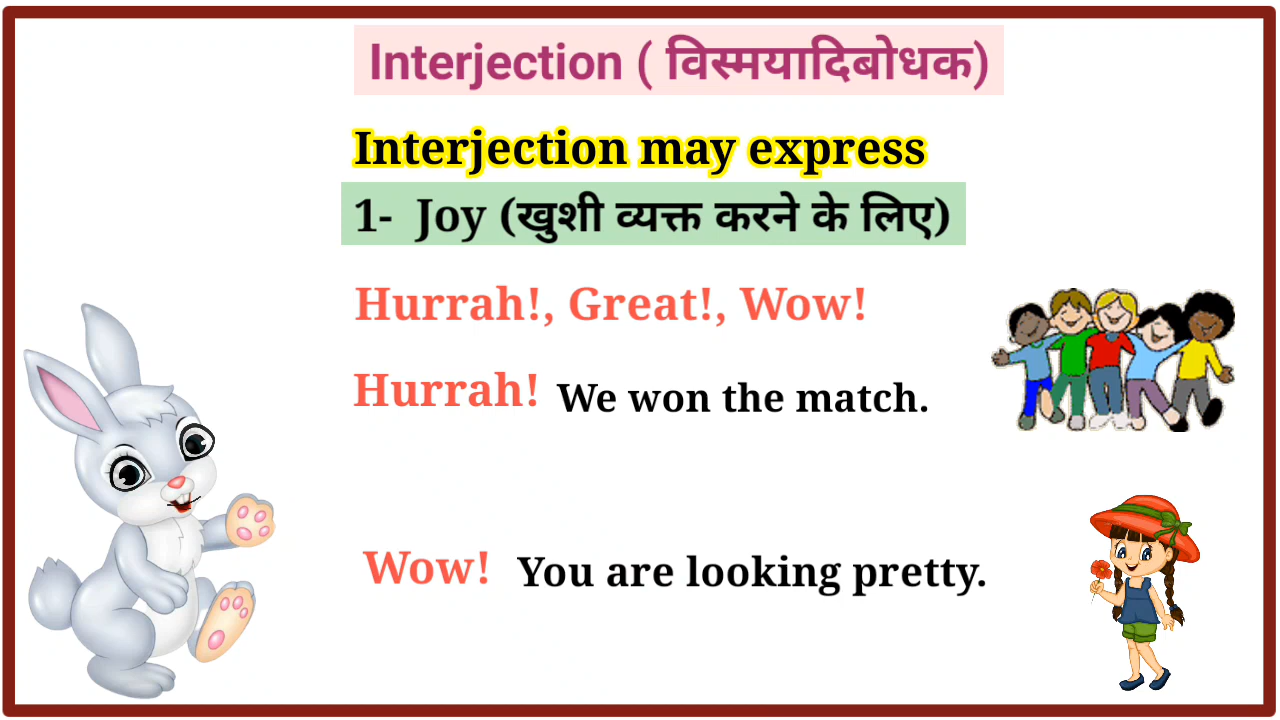 Interjection ( विस्मयादिबोधक)
Interjection may express
1- Joy (खुशी व्यक्त करने के लिए)
Hurrah!, Great!, Wow!
Hurrah! We won the match.
Wow! You are looking pretty.